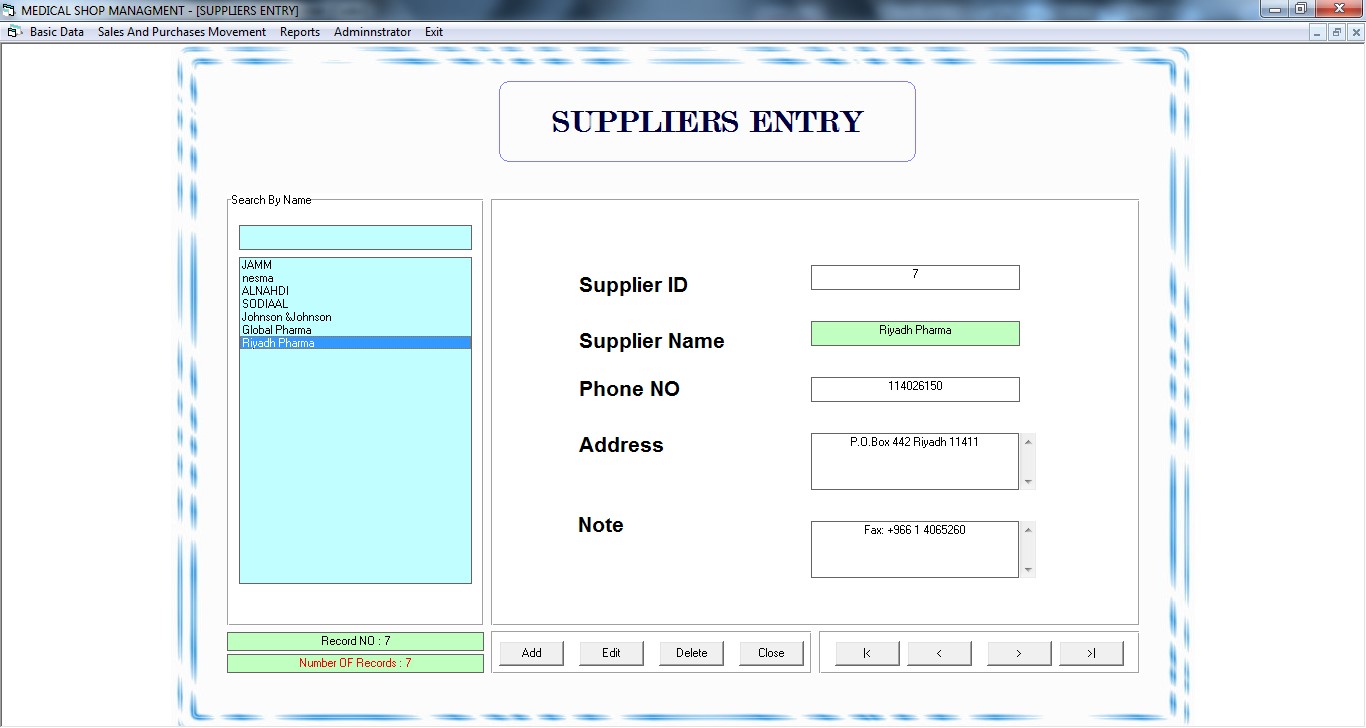 MEDICAL SHOP MANAGMENT - [SUPPLIERS ENTRY]
Basic Data Sales And Purchases Movement Reports Adminnstrator Exit
SUPPLIERS ENTRY
Search By Name
JAMM
nesma
ALNAHDI
SODIAAL
Johnson &Johnson
Global Pharma
Riyadh Pharma
Supplier ID 7
Supplier Name Riyadh Pharma
Phone NO 114026150
Address P.O.Box 442 Riyadh 11411
Note Fax: +966 1 4065260
Record NO : 7
Number OF Records : 7
Add Edit Delete Close |< < > >|